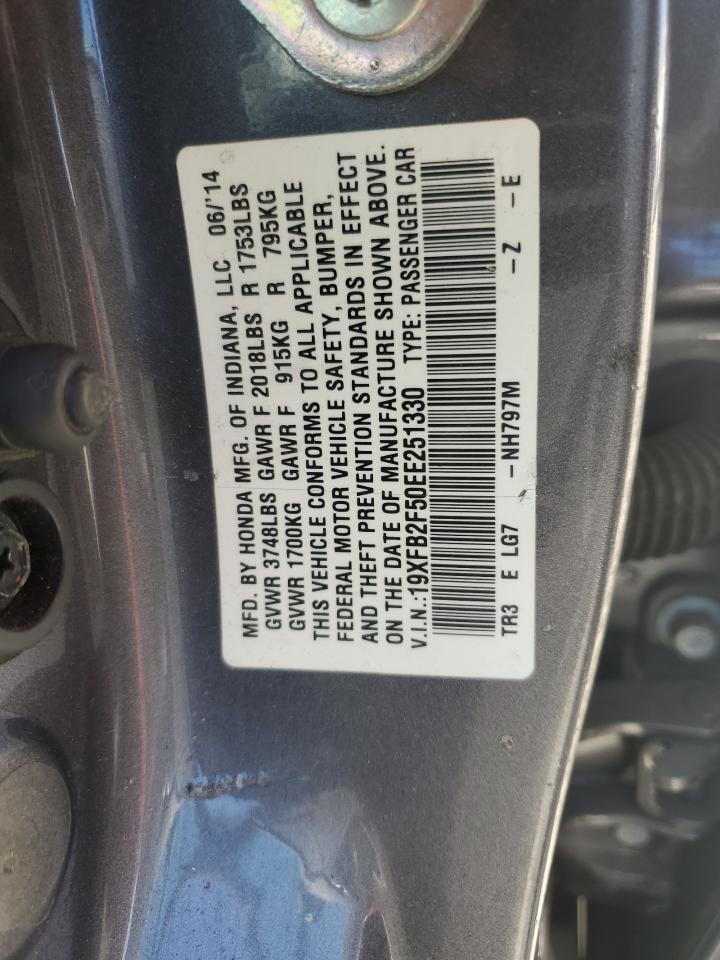 MFD. BY HONDA MFG. OF INDIANA, LLC 06/'14
GVWR 3748LBS GAWR F 2018LBS R 1753LBS
GVWR 1700KG GAWR F 915KG R 795KG
THIS VEHICLE CONFORMS TO ALL APPLICABLE
FEDERAL MOTOR VEHICLE SAFETY, BUMPER,
AND THEFT PREVENTION STANDARDS IN EFFECT
ON THE DATE OF MANUFACTURE SHOWN ABOVE.
V.I.N.:19XFB2F50EE251330 TYPE: PASSENGER CAR
TR3 E LG7 -NH797M -Z -E